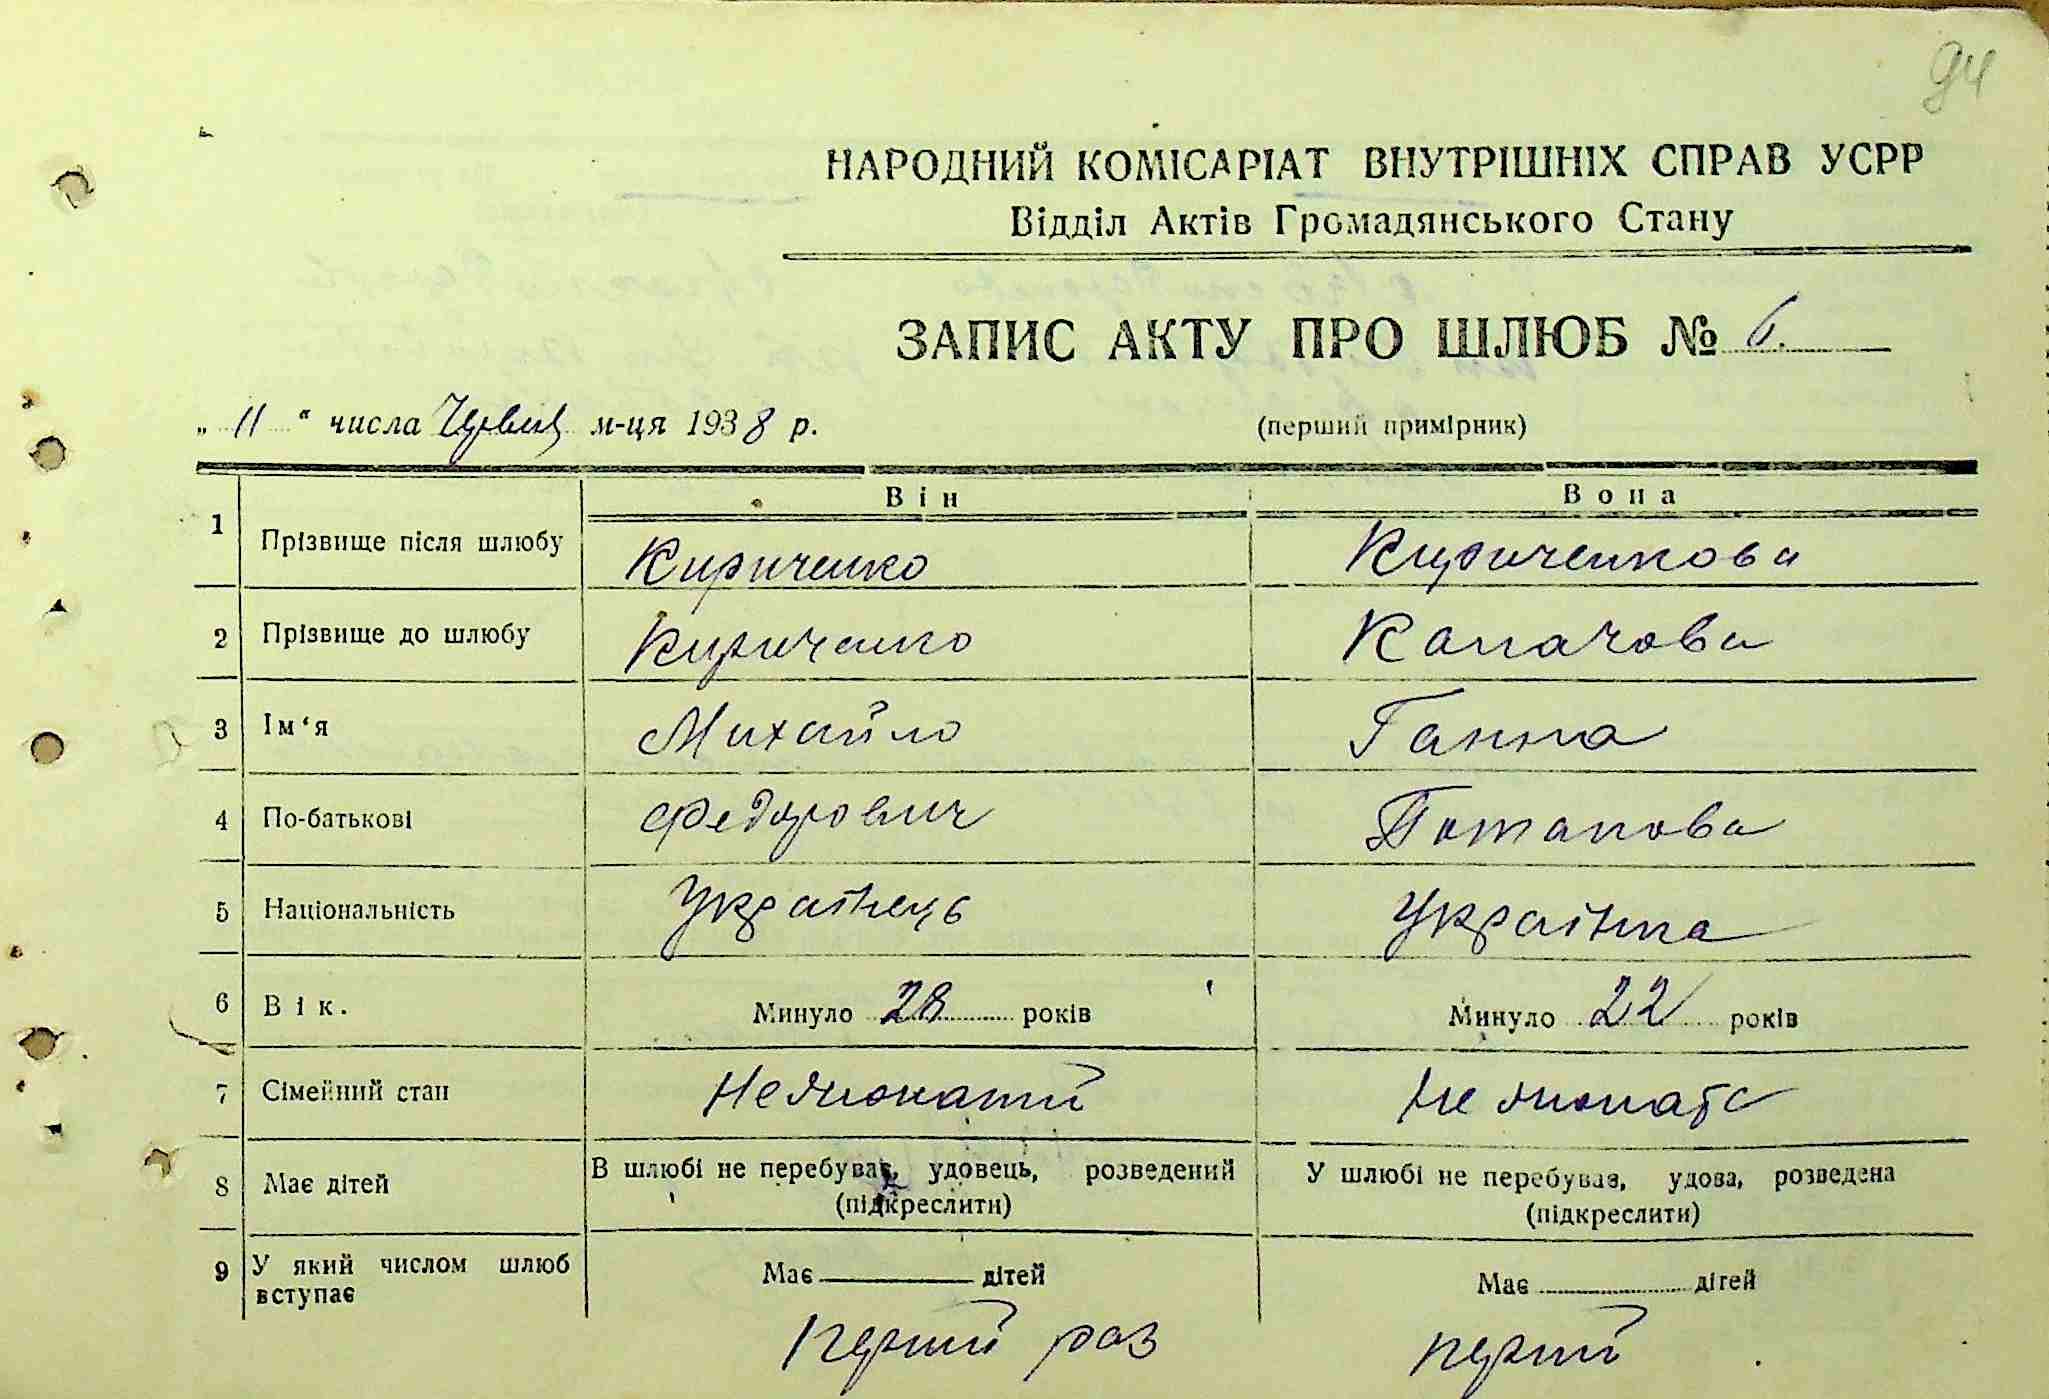 94
НАРОДНИЙ КОМІСАРІАТ ВНУТРІШНІХ СПРАВ УСРР
Відділ Актів Громадянського Стану
ЗАПИС АКТУ ПРО ШЛЮБ № 6.
„ 11 “ числа Червня м-ця 1938 р. (перший примірник)
Він Вона
1 Прізвище після шлюбу Кириченко Кириченкова
2 Прізвище до шлюбу Кириченко Копачова
3 Ім‘я Михайло Ганна
4 По-батькові Федорович Потапова
5 Національність Українець Українка
6 Вік. Минуло 28 років Минуло 22 років
7 Сімейний стан Нежонатий Не жоната
8 Має дітей В шлюбі не перебував, удовець, розведений У шлюбі не перебував, удова, розведена
(підкреслити) (підкреслити)
9 У який числом шлюб вступає Має дітей Має дітей
перший раз перший